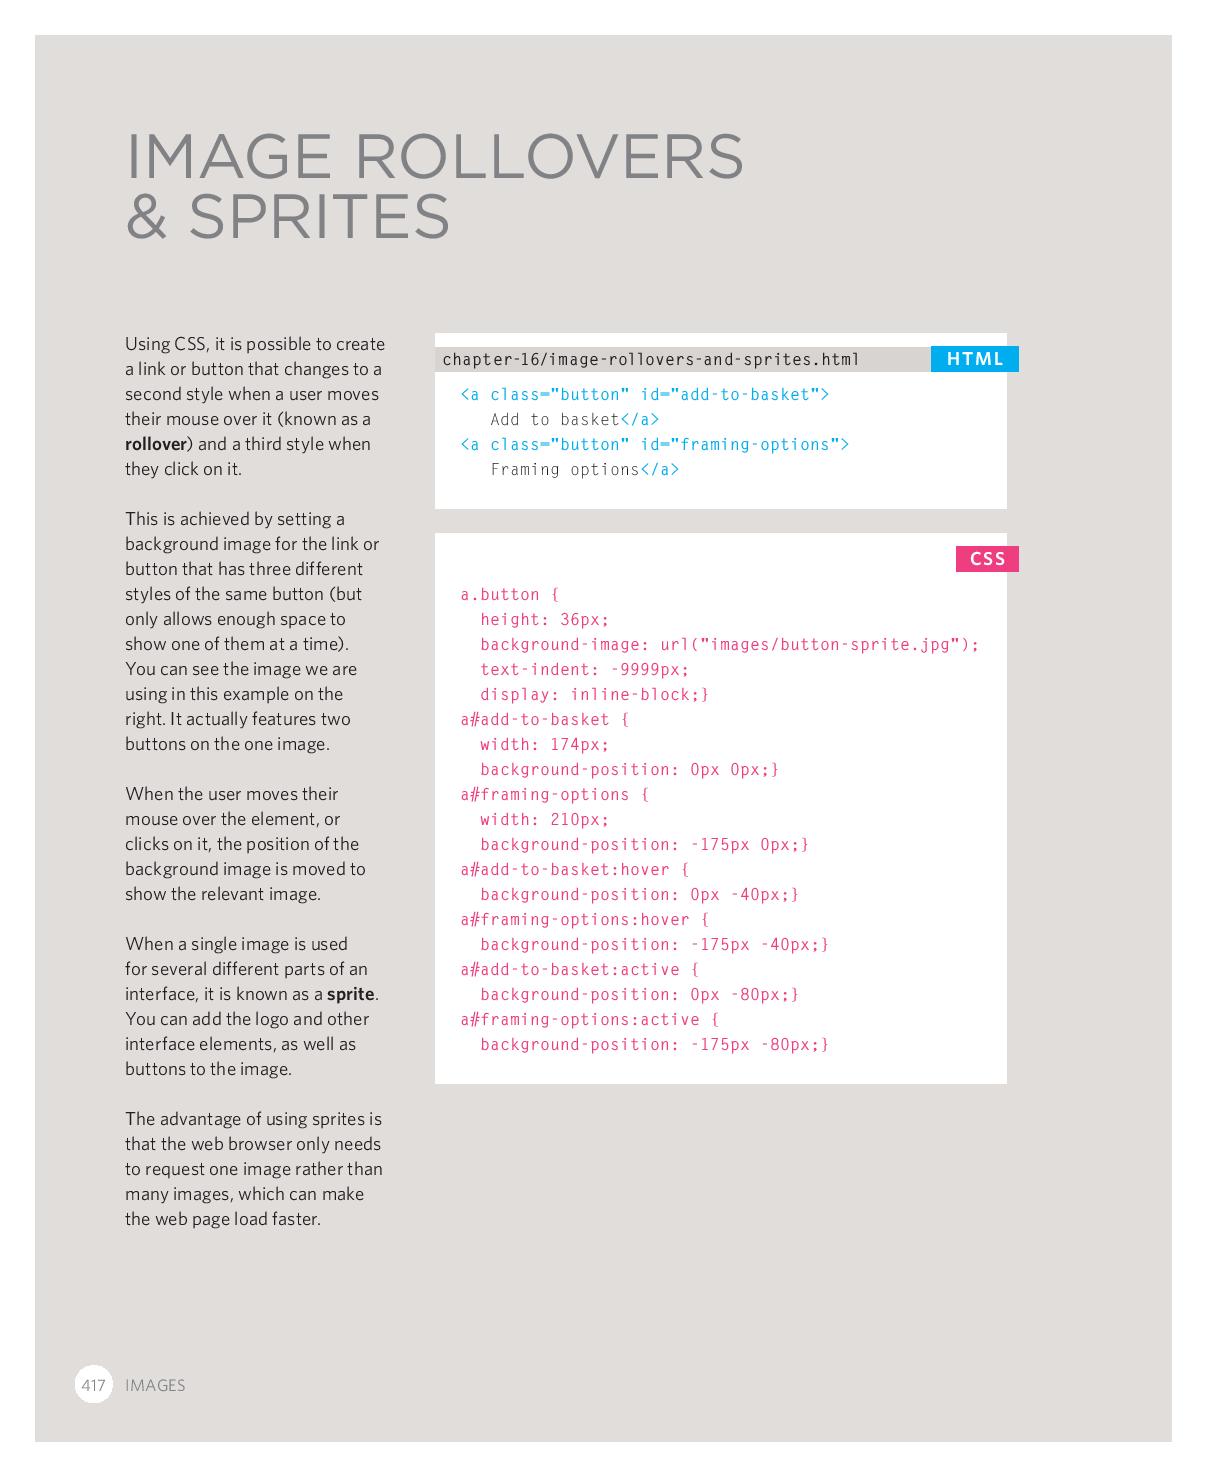 IMAGE ROLLOVERS
& SPRITES
Using CSS, it is possible to create
a link or button that changes to a
second style when a user moves
their mouse over it (known as a
rollover) and a third style when
they click on it.
This is achieved by setting a
background image for the link or
button that has three different
styles of the same button (but
only allows enough space to
show one of them at a time).
You can see the image we are
using in this example on the
right. It actually features two
buttons on the one image.
When the user moves their
mouse over the element, or
clicks on it, the position of the
background image is moved to
show the relevant image.
When a single image is used
for several different parts of an
interface, it is known as a sprite.
You can add the logo and other
interface elements, as well as
buttons to the image.
The advantage of using sprites is
that the web browser only needs
to request one image rather than
many images, which can make
the web page load faster.
chapter-16/image-rollovers-and-sprites.html HTML
<a class="button" id="add-to-basket">
Add to basket</a>
<a class="button" id="framing-options">
Framing options</a>
CSS
a.button {
height: 36px;
background-image: url("images/button-sprite.jpg");
text-indent: -9999px;
display: inline-block;}
a#add-to-basket {
width: 174px;
background-position: 0px 0px;}
a#framing-options {
width: 210px;
background-position: -175px 0px;}
a#add-to-basket:hover {
background-position: 0px -40px;}
a#framing-options:hover {
background-position: -175px -40px;}
a#add-to-basket:active {
background-position: 0px -80px;}
a#framing-options:active {
background-position: -175px -80px;}
417 IMAGES